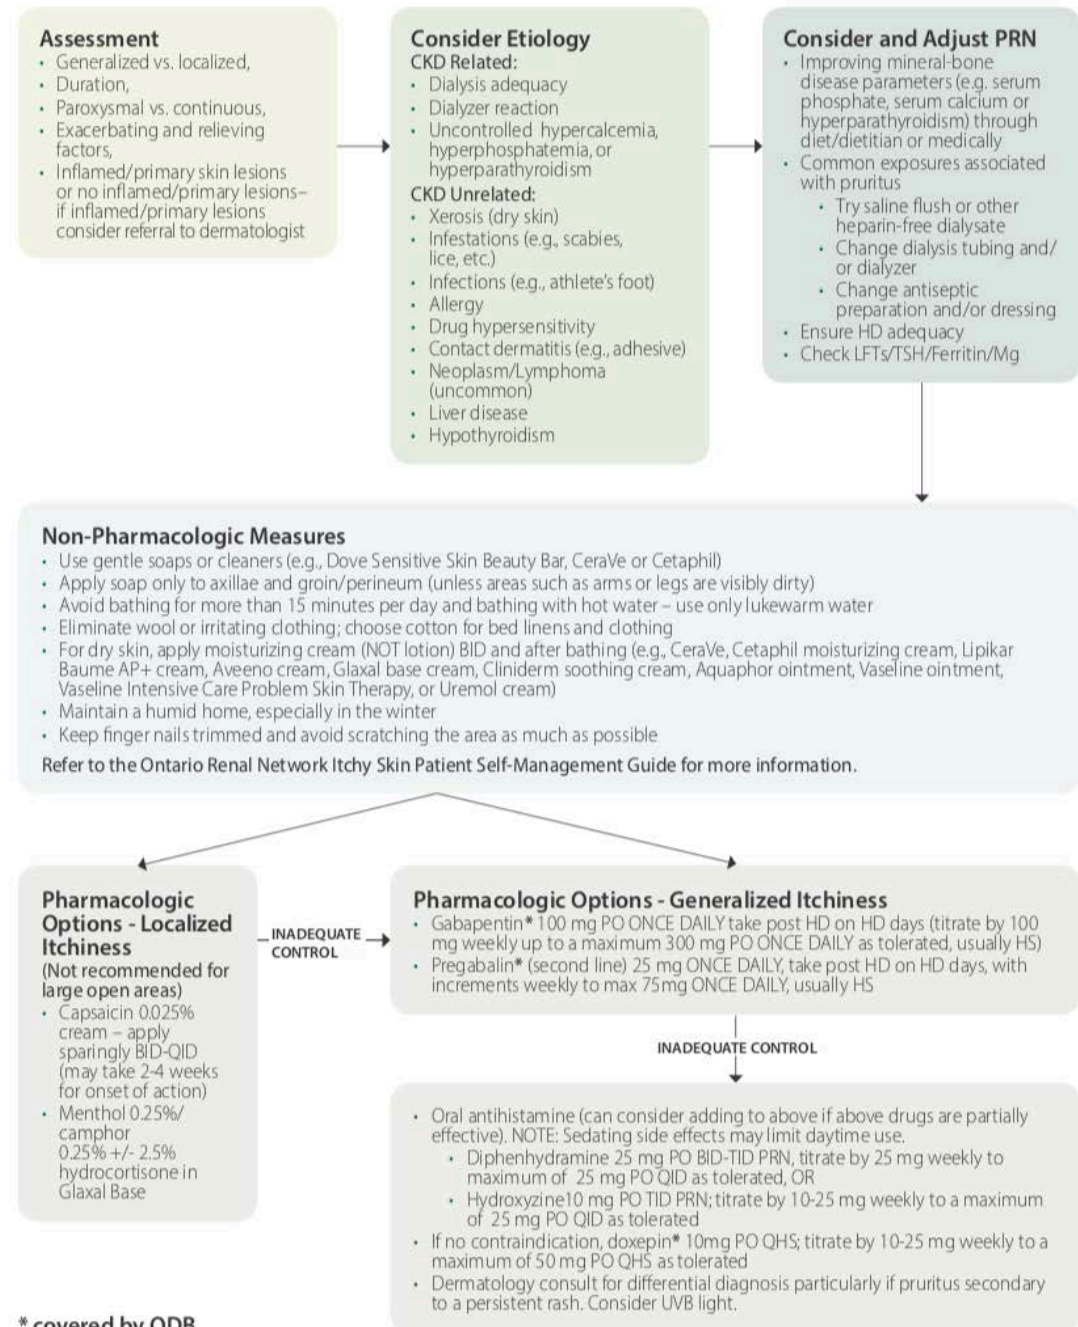 Assessment
• Generalized vs. localized,
• Duration,
• Paroxysmal vs. continuous,
• Exacerbating and relieving
factors,
• Inflamed/primary skin lesions
or no inflamed/primary lesions–
if inflamed/primary lesions
consider referral to dermatologist
Consider Etiology
CKD Related:
• Dialysis adequacy
• Dialyzer reaction
• Uncontrolled hypercalcemia,
hyperphosphatemia, or
hyperparathyroidism
CKD Unrelated:
• Xerosis (dry skin)
• Infestations (e.g., scabies,
lice, etc.)
• Infections (e.g., athlete's foot)
• Allergy
• Drug hypersensitivity
• Contact dermatitis (e.g., adhesive)
• Neoplasm/Lymphoma
(uncommon)
• Liver disease
• Hypothyroidism
Consider and Adjust PRN
• Improving mineral-bone
disease parameters (e.g. serum
phosphate, serum calcium or
hyperparathyroidism) through
diet/dietitian or medically
• Common exposures associated
with pruritus
• Try saline flush or other
heparin-free dialysate
• Change dialysis tubing and/
or dialyzer
• Change antiseptic
preparation and/or dressing
• Ensure HD adequacy
• Check LFTs/TSH/Ferritin/Mg
Non-Pharmacologic Measures
• Use gentle soaps or cleaners (e.g., Dove Sensitive Skin Beauty Bar, CeraVe or Cetaphil)
• Apply soap only to axillae and groin/perineum (unless areas such as arms or legs are visibly dirty)
• Avoid bathing for more than 15 minutes per day and bathing with hot water – use only lukewarm water
• Eliminate wool or irritating clothing; choose cotton for bed linens and clothing
• For dry skin, apply moisturizing cream (NOT lotion) BID and after bathing (e.g., CeraVe, Cetaphil moisturizing cream, Lipikar
Baume AP+ cream, Aveeno cream, Glaxal base cream, Cliniderm soothing cream, Aquaphor ointment, Vaseline ointment,
Vaseline Intensive Care Problem Skin Therapy, or Uremol cream)
• Maintain a humid home, especially in the winter
• Keep finger nails trimmed and avoid scratching the area as much as possible
Refer to the Ontario Renal Network Itchy Skin Patient Self-Management Guide for more information.
Pharmacologic
Options - Localized
Itchiness
(Not recommended for
large open areas)
• Capsaicin 0.025%
cream – apply
sparingly BID-QID
(may take 2-4 weeks
for onset of action)
• Menthol 0.25%/
camphor
0.25% +/- 2.5%
hydrocortisone in
Glaxal Base
INADEQUATE
CONTROL
Pharmacologic Options - Generalized Itchiness
• Gabapentin* 100 mg PO ONCE DAILY take post HD on HD days (titrate by 100
mg weekly up to a maximum 300 mg PO ONCE DAILY as tolerated, usually HS)
• Pregabalin* (second line) 25 mg ONCE DAILY, take post HD on HD days, with
increments weekly to max 75mg ONCE DAILY, usually HS
INADEQUATE CONTROL
• Oral antihistamine (can consider adding to above if above drugs are partially
effective). NOTE: Sedating side effects may limit daytime use.
• Diphenhydramine 25 mg PO BID-TID PRN, titrate by 25 mg weekly to
maximum of 25 mg PO QID as tolerated, OR
• Hydroxyzine10 mg PO TID PRN; titrate by 10-25 mg weekly to a maximum
of 25 mg PO QID as tolerated
• If no contraindication, doxepin* 10mg PO QHS; titrate by 10-25 mg weekly to a
maximum of 50 mg PO QHS as tolerated
• Dermatology consult for differential diagnosis particularly if pruritus secondary
to a persistent rash. Consider UVB light.
* covered by ODB